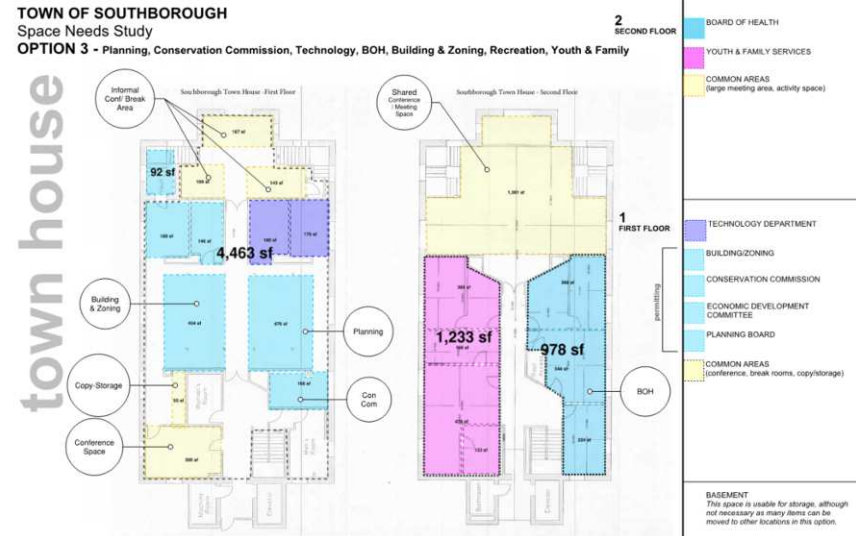 TOWN OF SOUTHBOROUGH
Space Needs Study
OPTION 3 - Planning, Conservation Commission, Technology, BOH, Building & Zoning, Recreation, Youth & Family
town house
Informal
Conf/ Break
Area
Southborough Town House -First Floor
92 sf
4,463 sf
Building
& Zoning
Planning
Copy-Storage
Con
Com
Conference
Space
Elevator
Shared
Conference
/ Meeting
Space
Southborough Town House - Second Floor
1,233 sf
978 sf
BOH
Elevator
2
SECOND FLOOR
BOARD OF HEALTH
YOUTH & FAMILY SERVICES
COMMON AREAS
(large meeting area, activity space)
1
FIRST FLOOR
TECHNOLOGY DEPARTMENT
permitting
BUILDING/ZONING
CONSERVATION COMMISSION
ECONOMIC DEVELOPMENT
COMMITTEE
PLANNING BOARD
COMMON AREAS
(conference, break rooms, copy/storage)
BASEMENT
This space is usable for storage, although
not necessary as many items can be
moved to other locations in this option.